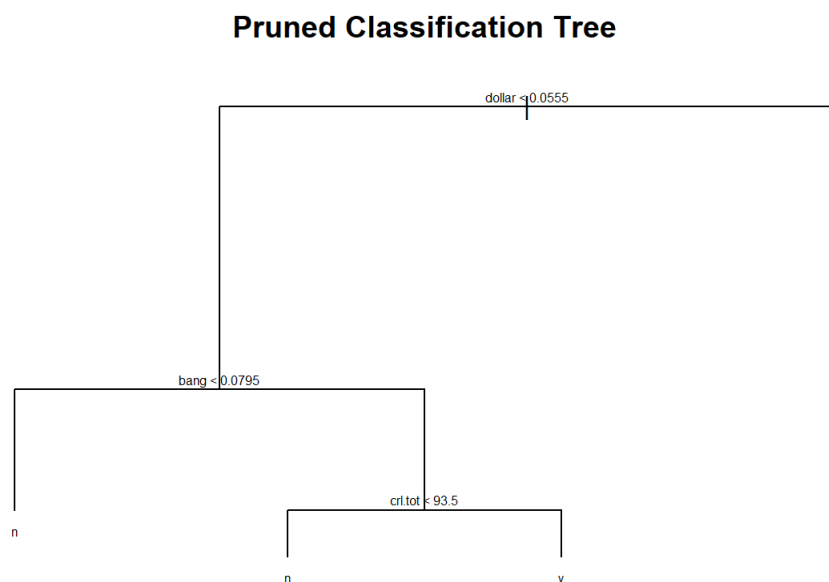 Pruned Classification Tree
dollar < 0.0555
bang < 0.0795
crl.tot < 93.5
n
n
y